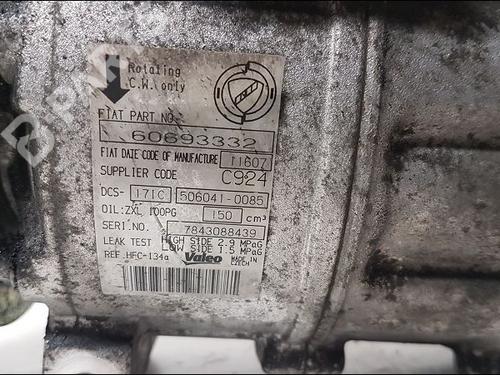 Rotating
C.W. only
FIAT PART NO.
60693332
FIAT DATE CODE OF MANUFACTURE 11607
SUPPLIER CODE C924
DCS- 171C 506041-0085
OIL: ZXL 100PG 150 cm³
SERI.NO. 7843088439
LEAK TEST HIGH SIDE 2.9 MPaG
LOW SIDE 1.5 MPaG
REF.HFC-134a Valeo MADE IN
CZECH